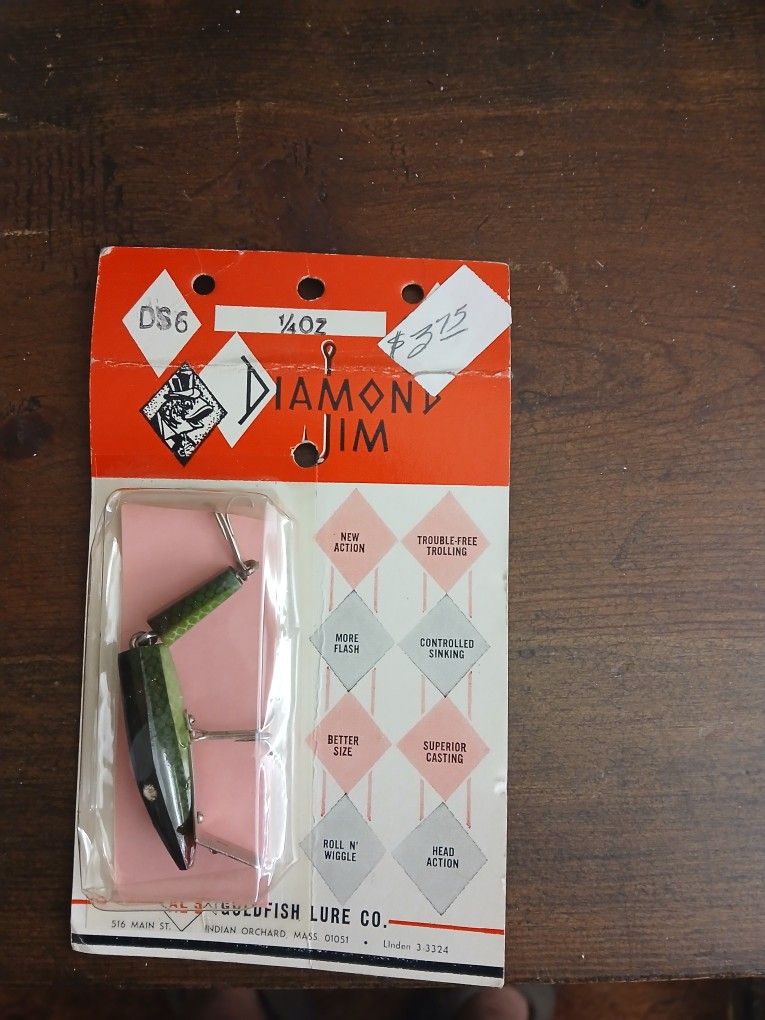 DS6
1/4 OZ
$3.75
DIAMOND
JIM
NEW
ACTION
TROUBLE-FREE
TROLLING
MORE
FLASH
CONTROLLED
SINKING
BETTER
SIZE
SUPERIOR
CASTING
ROLL N'
WIGGLE
HEAD
ACTION
GOLDFISH LURE CO.
516 MAIN ST. INDIAN ORCHARD, MASS. 01051 • LInden 3-3324